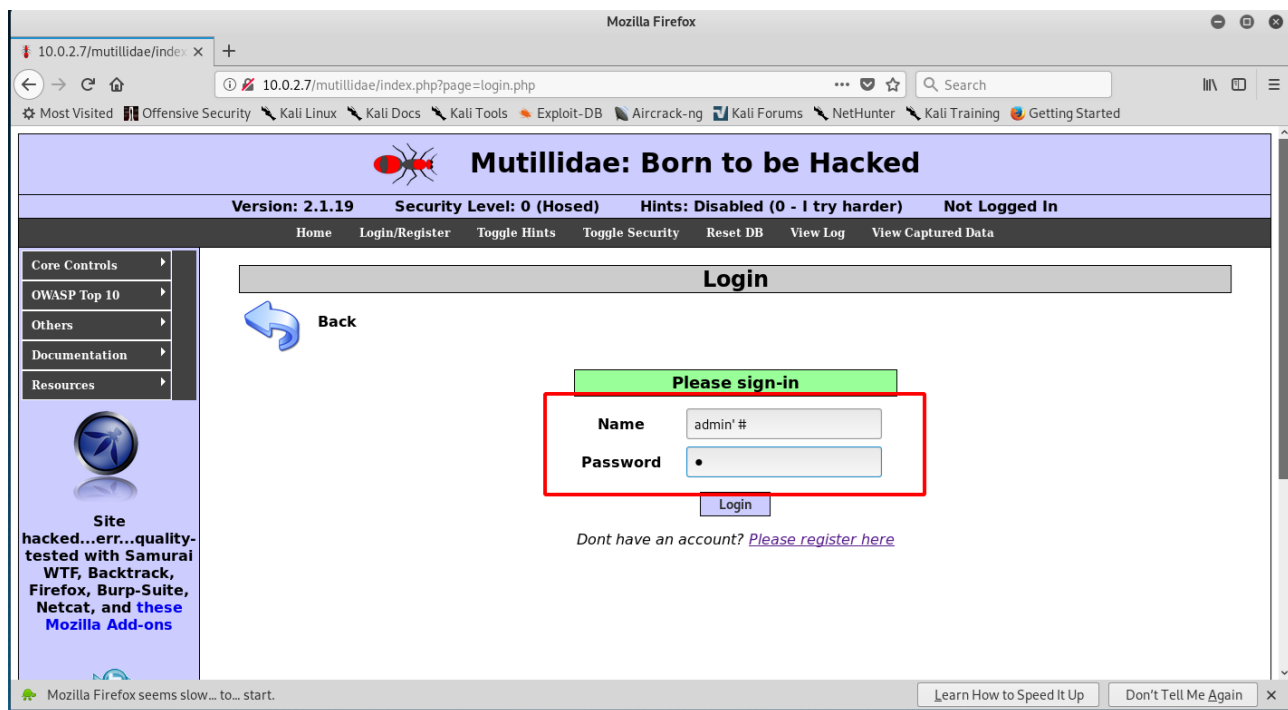 Mozilla Firefox
10.0.2.7/mutillidae/index
10.0.2.7/mutillidae/index.php?page=login.php
Search
Most Visited Offensive Security Kali Linux Kali Docs Kali Tools Exploit-DB Aircrack-ng Kali Forums NetHunter Kali Training Getting Started
Mutillidae: Born to be Hacked
Version: 2.1.19 Security Level: 0 (Hosed) Hints: Disabled (0 - I try harder) Not Logged In
Home Login/Register Toggle Hints Toggle Security Reset DB View Log View Captured Data
Core Controls
OWASP Top 10
Others
Documentation
Resources
Site
hacked...err...quality-
tested with Samurai
WTF, Backtrack,
Firefox, Burp-Suite,
Netcat, and these
Mozilla Add-ons
Login
Back
Please sign-in
Name admin' #
Password •
Login
Dont have an account? Please register here
Mozilla Firefox seems slow... to... start. Learn How to Speed It Up Don't Tell Me Again